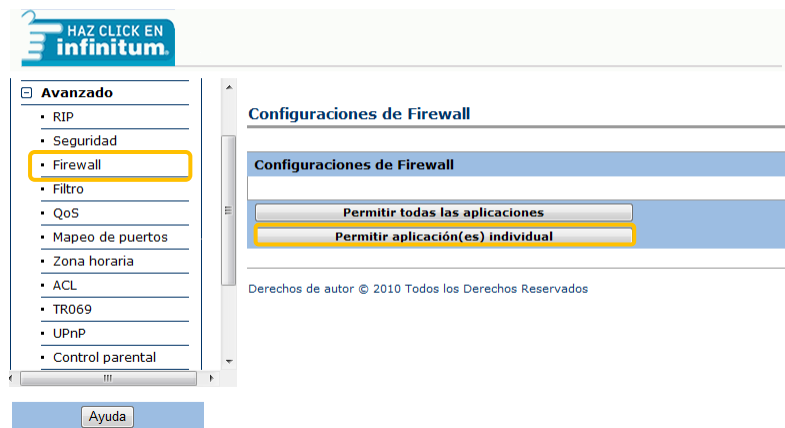 HAZ CLICK EN
infinitum.
Avanzado
RIP
Seguridad
Firewall
Filtro
QoS
Mapeo de puertos
Zona horaria
ACL
TR069
UPnP
Control parental
Ayuda
Configuraciones de Firewall
Configuraciones de Firewall
Permitir todas las aplicaciones
Permitir aplicación(es) individual
Derechos de autor © 2010 Todos los Derechos Reservados